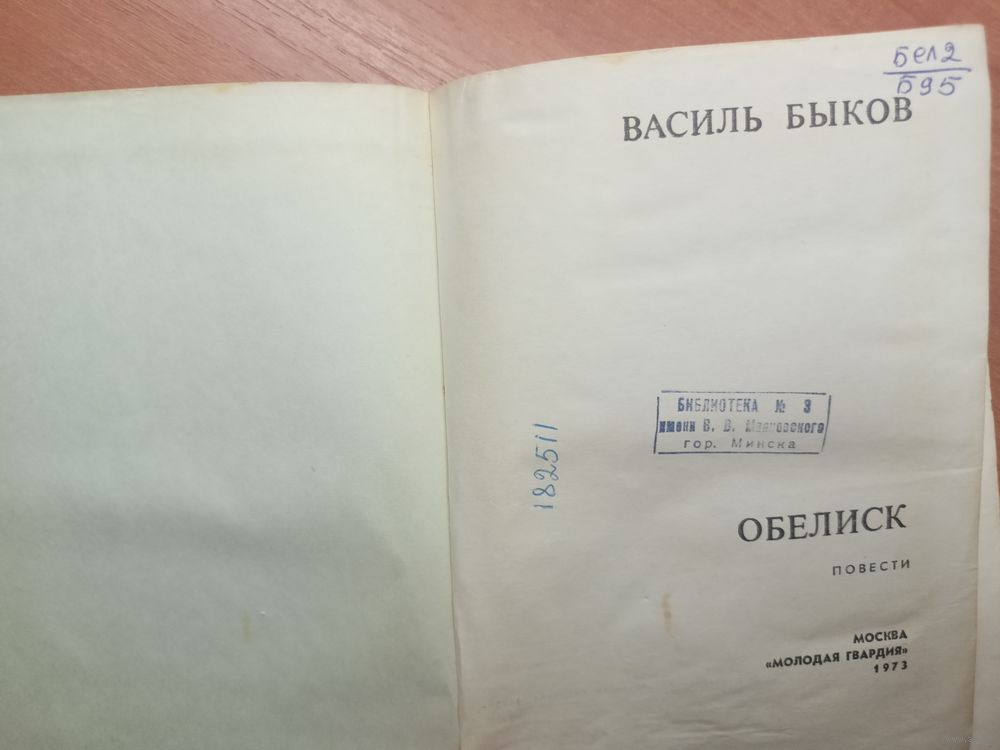 Бел2
Б95
ВАСИЛЬ БЫКОВ
БИБЛИОТЕКА № 3
имени В. В. Маяковского
гор. Минска
182511
ОБЕЛИСК
ПОВЕСТИ
МОСКВА
«МОЛОДАЯ ГВАРДИЯ»
1973